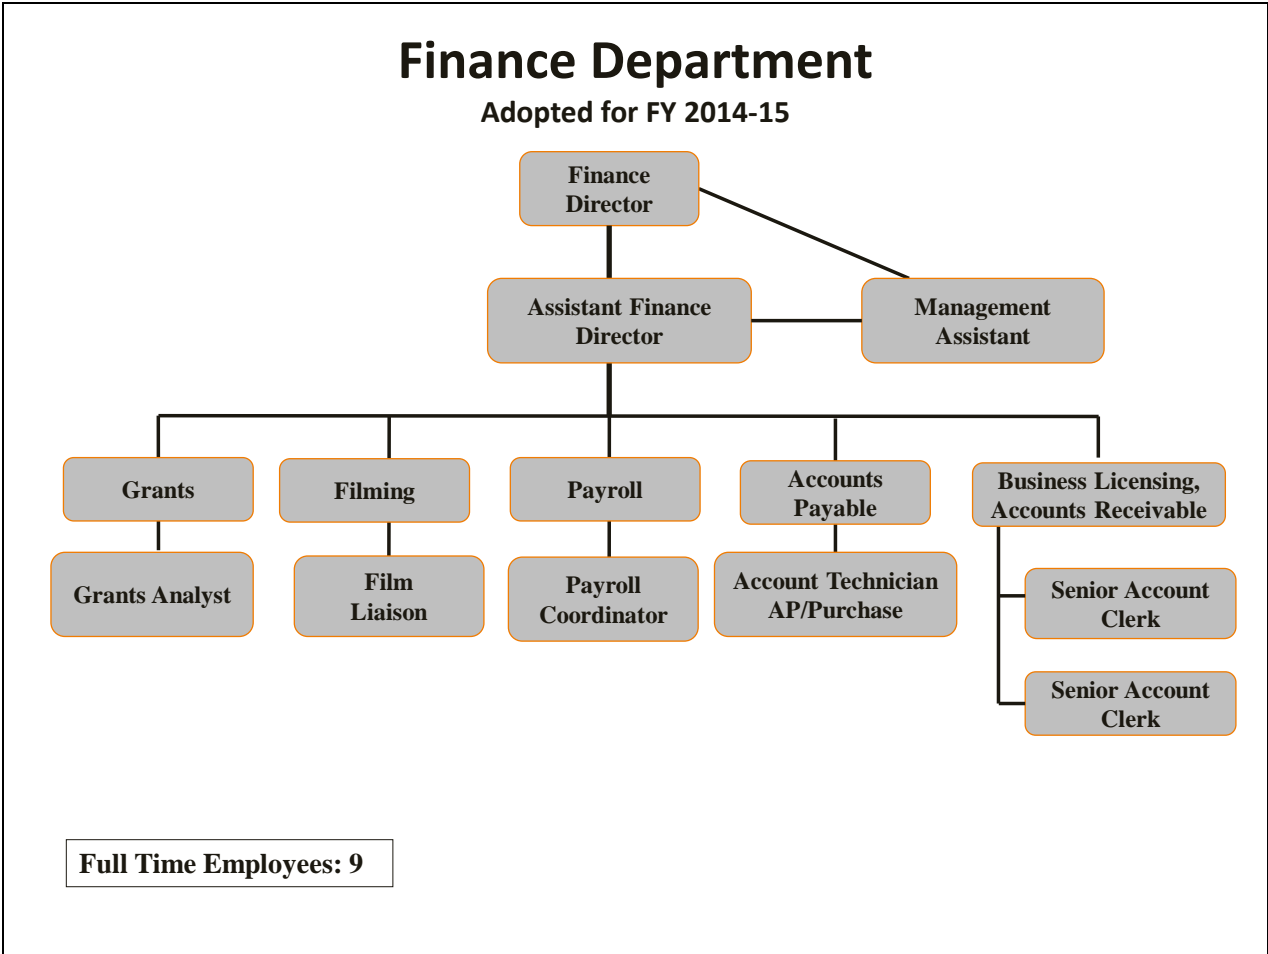 Finance Department
Adopted for FY 2014-15
Finance
Director
Assistant Finance
Director
Management
Assistant
Grants
Filming
Payroll
Accounts
Payable
Business Licensing,
Accounts Receivable
Grants Analyst
Film
Liaison
Payroll
Coordinator
Account Technician
AP/Purchase
Senior Account
Clerk
Senior Account
Clerk
Full Time Employees: 9